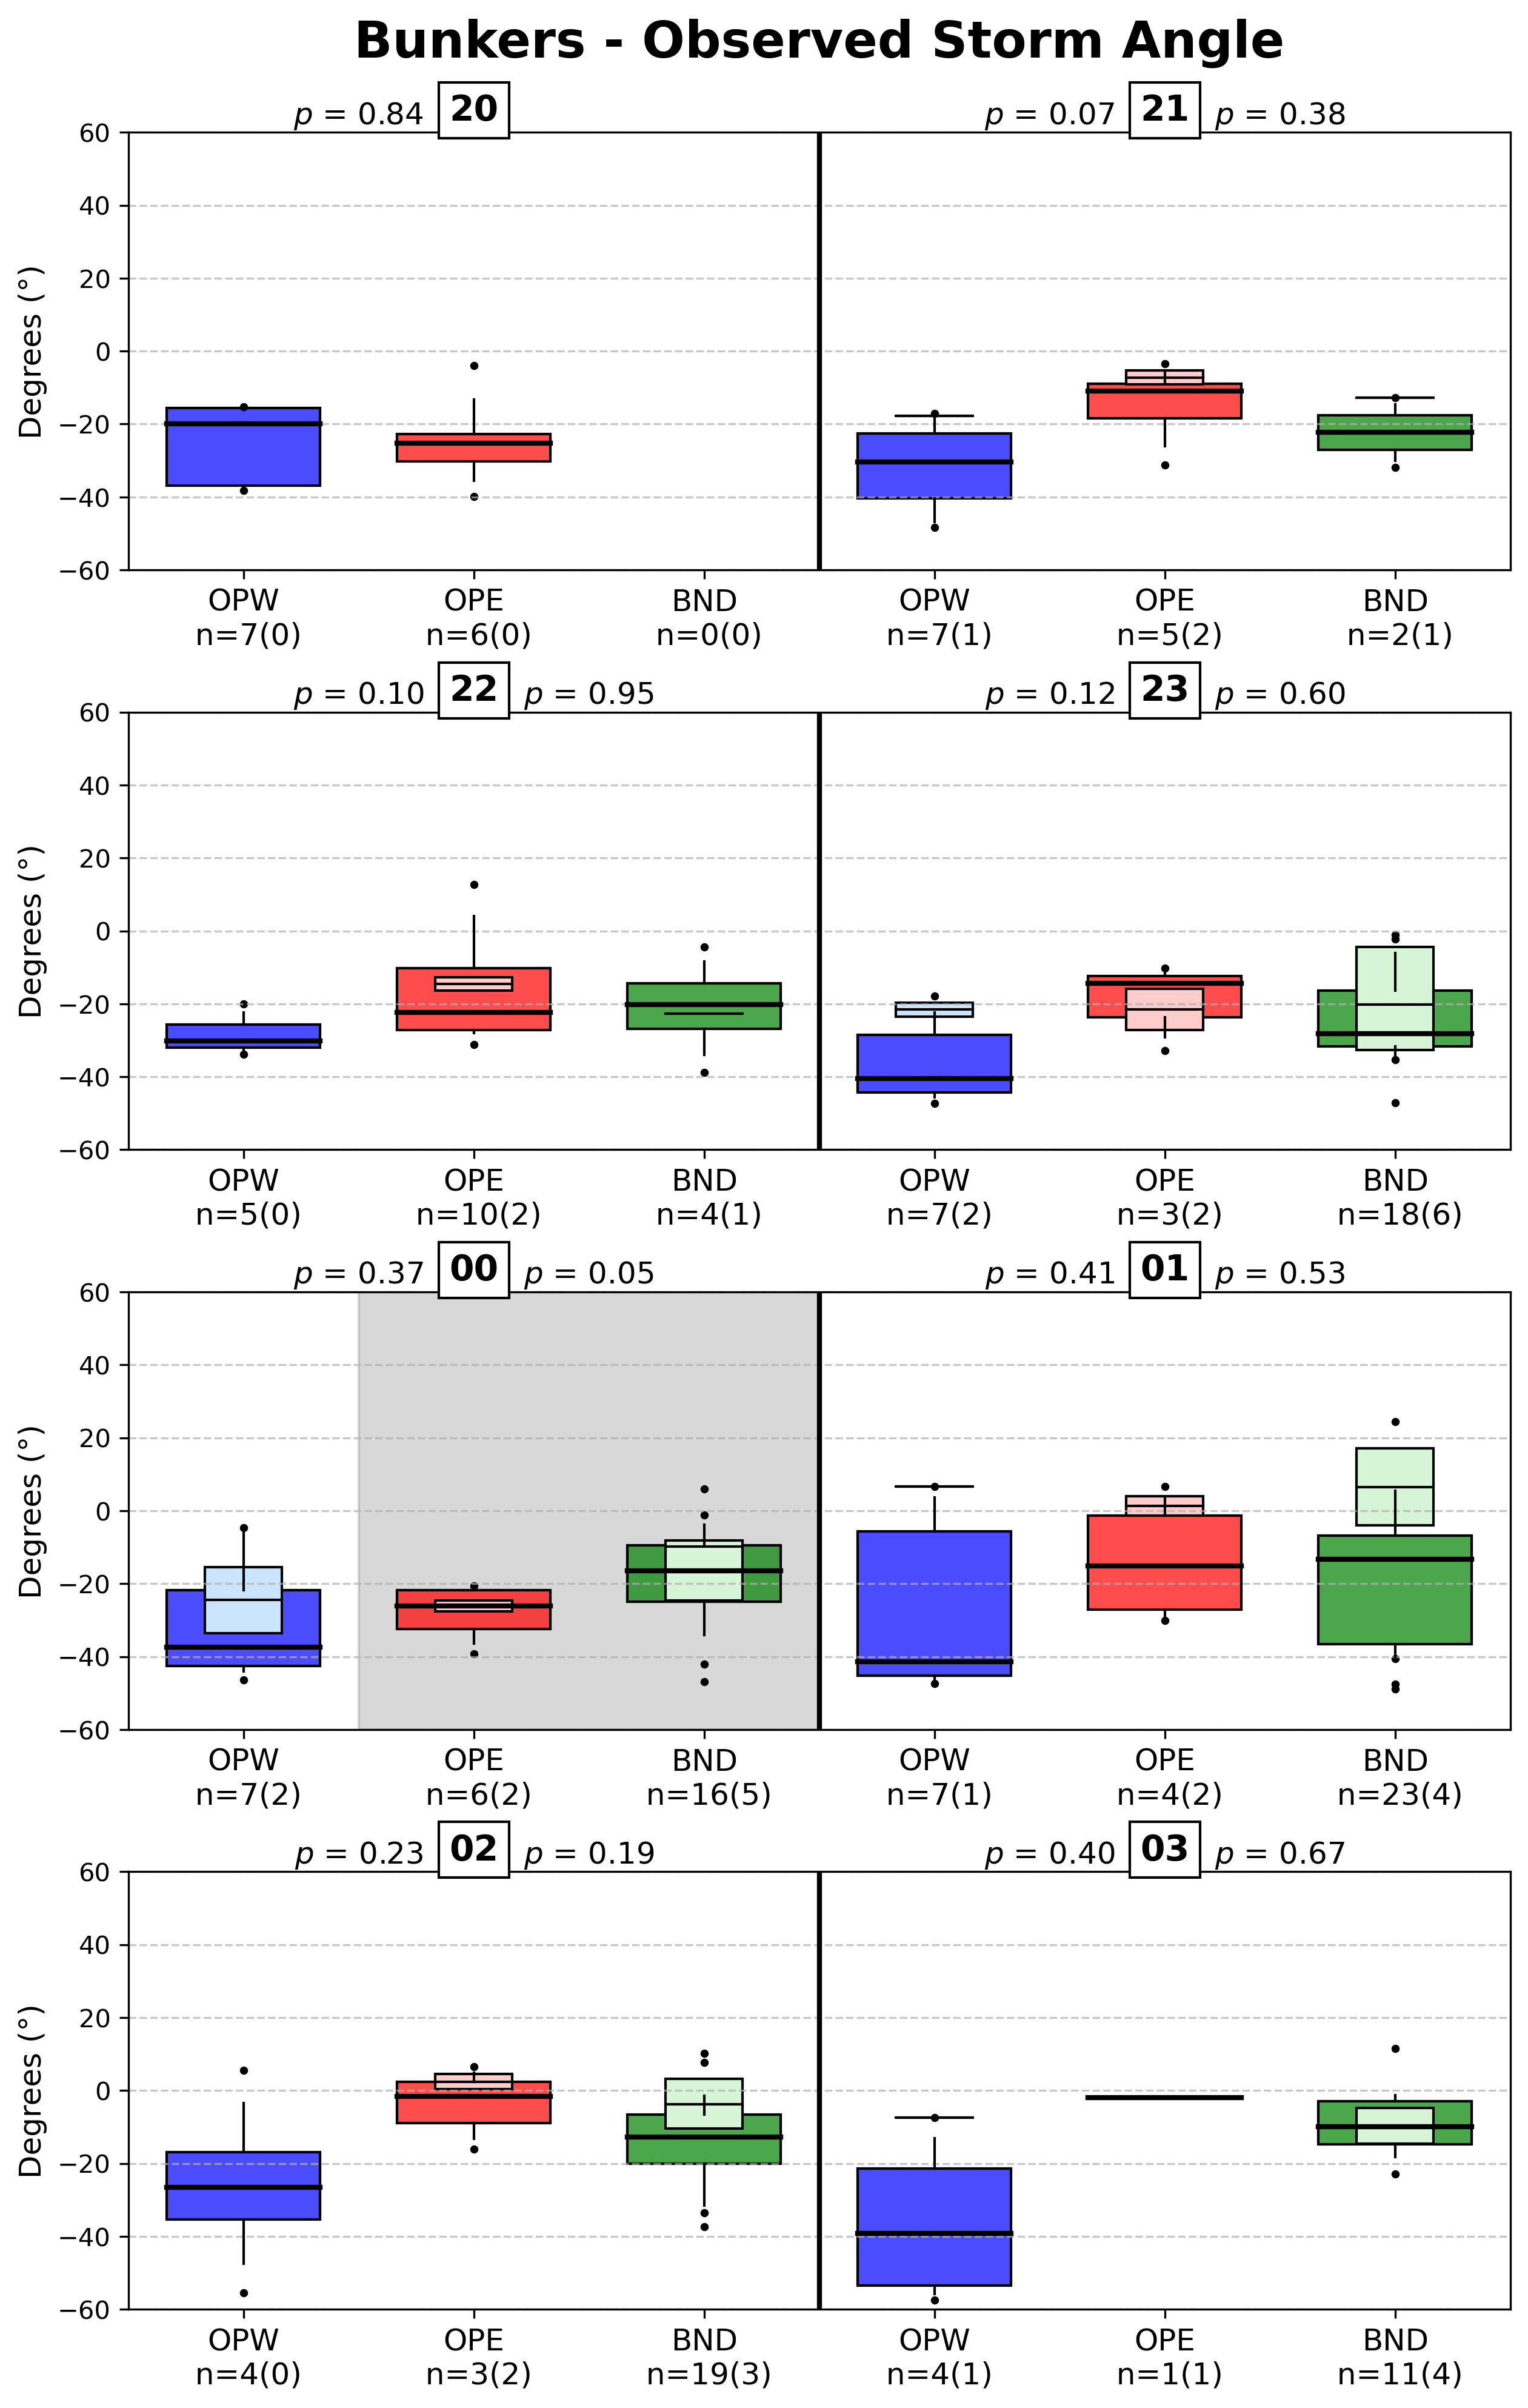 Bunkers - Observed Storm Angle
p = 0.84 20
p = 0.07 21 p = 0.38
60
40
20
0
−20
−40
−60
Degrees (°)
OPW OPE BND OPW OPE BND
n=7(0) n=6(0) n=0(0) n=7(1) n=5(2) n=2(1)
p = 0.10 22 p = 0.95
p = 0.12 23 p = 0.60
60
40
20
0
−20
−40
−60
Degrees (°)
OPW OPE BND OPW OPE BND
n=5(0) n=10(2) n=4(1) n=7(2) n=3(2) n=18(6)
p = 0.37 00 p = 0.05
p = 0.41 01 p = 0.53
60
40
20
0
−20
−40
−60
Degrees (°)
OPW OPE BND OPW OPE BND
n=7(2) n=6(2) n=16(5) n=7(1) n=4(2) n=23(4)
p = 0.23 02 p = 0.19
p = 0.40 03 p = 0.67
60
40
20
0
−20
−40
−60
Degrees (°)
OPW OPE BND OPW OPE BND
n=4(0) n=3(2) n=19(3) n=4(1) n=1(1) n=11(4)